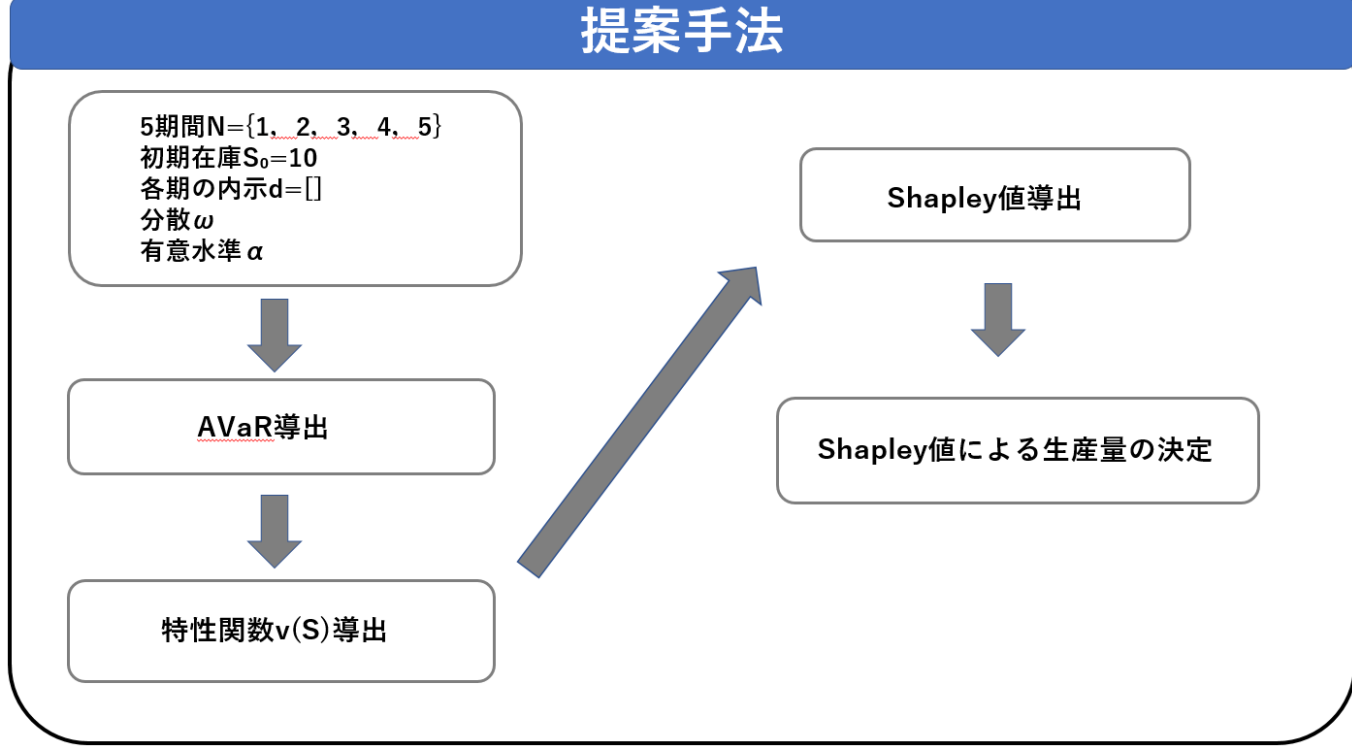 提案手法
5期間N={1, 2, 3, 4, 5}
初期在庫S₀=10
各期の内示d=[]
分散ω
有意水準α
AVaR導出
特性関数v(S)導出
Shapley値導出
Shapley値による生産量の決定